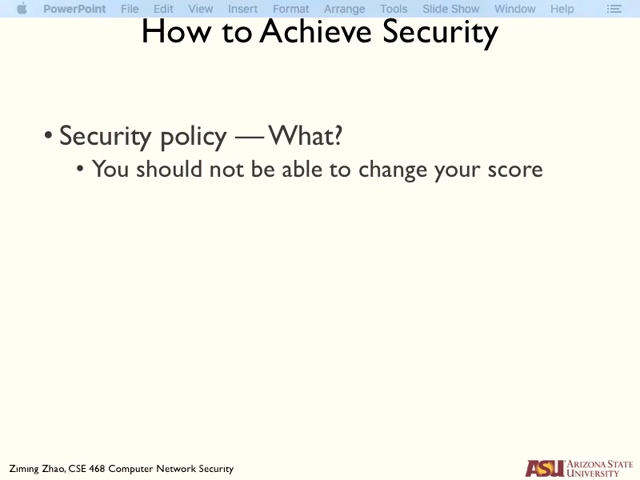 PowerPoint File Edit View Insert Format Arrange Tools Slide Show Window Help
How to Achieve Security
• Security policy — What?
• You should not be able to change your score
Ziming Zhao, CSE 468 Computer Network Security
ASU ARIZONA STATE
UNIVERSITY